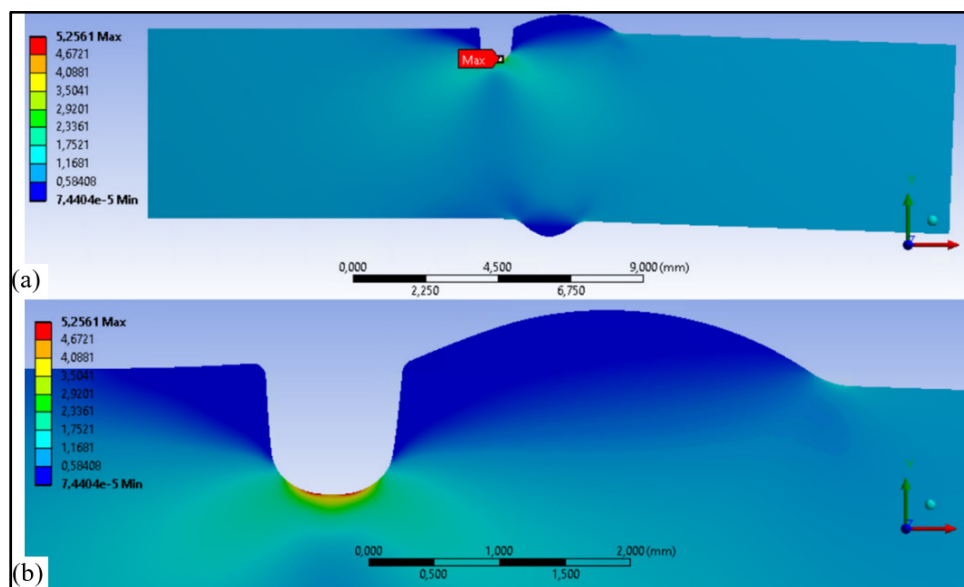 5,2561 Max
4,6721
4,0881
3,5041
2,9201
2,3361
1,7521
1,1681
0,58408
7,4404e-5 Min
Max
Y
0,000 4,500 9,000 (mm)
2,250 6,750
(a)
5,2561 Max
4,6721
4,0881
3,5041
2,9201
2,3361
1,7521
1,1681
0,58408
7,4404e-5 Min
Y
0,000 1,000 2,000 (mm)
0,500 1,500
(b)